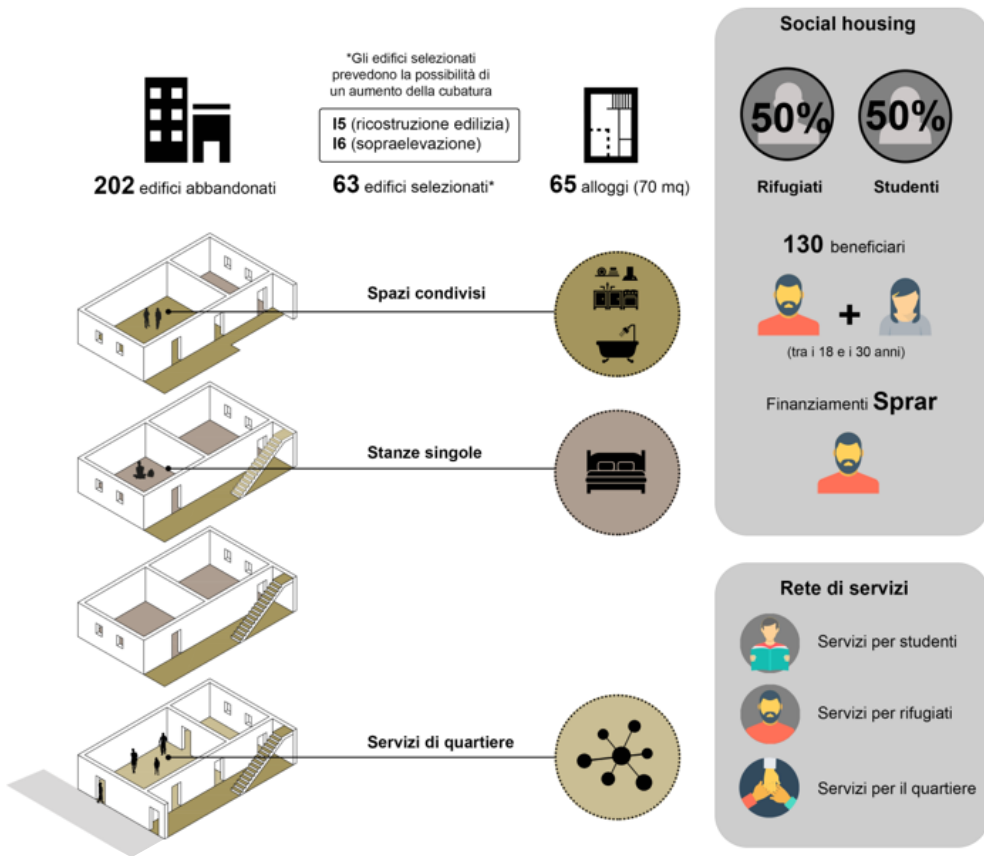 *Gli edifici selezionati
prevedono la possibilità di
un aumento della cubatura
I5 (ricostruzione edilizia)
I6 (sopraelevazione)
202 edifici abbandonati
63 edifici selezionati*
65 alloggi (70 mq)
Spazi condivisi
Stanze singole
Servizi di quartiere
Social housing
50%
50%
Rifugiati
Studenti
130 beneficiari
+
(tra i 18 e i 30 anni)
Finanziamenti Sprar
Rete di servizi
Servizi per studenti
Servizi per rifugiati
Servizi per il quartiere